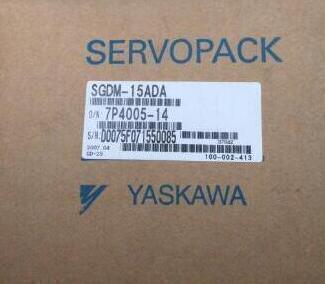 SERVOPACK
SGDM-15ADA
O/N: 7P4005-14
S/N: D0075F071550085
2007.04
100-002-413
YASKAWA